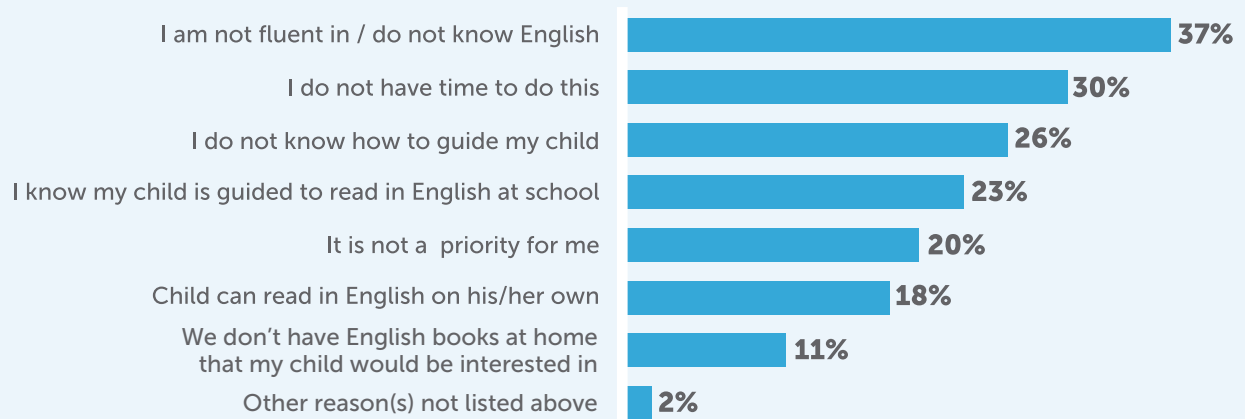 I am not fluent in / do not know English 37%
I do not have time to do this 30%
I do not know how to guide my child 26%
I know my child is guided to read in English at school 23%
It is not a priority for me 20%
Child can read in English on his/her own 18%
We don’t have English books at home
that my child would be interested in 11%
Other reason(s) not listed above 2%